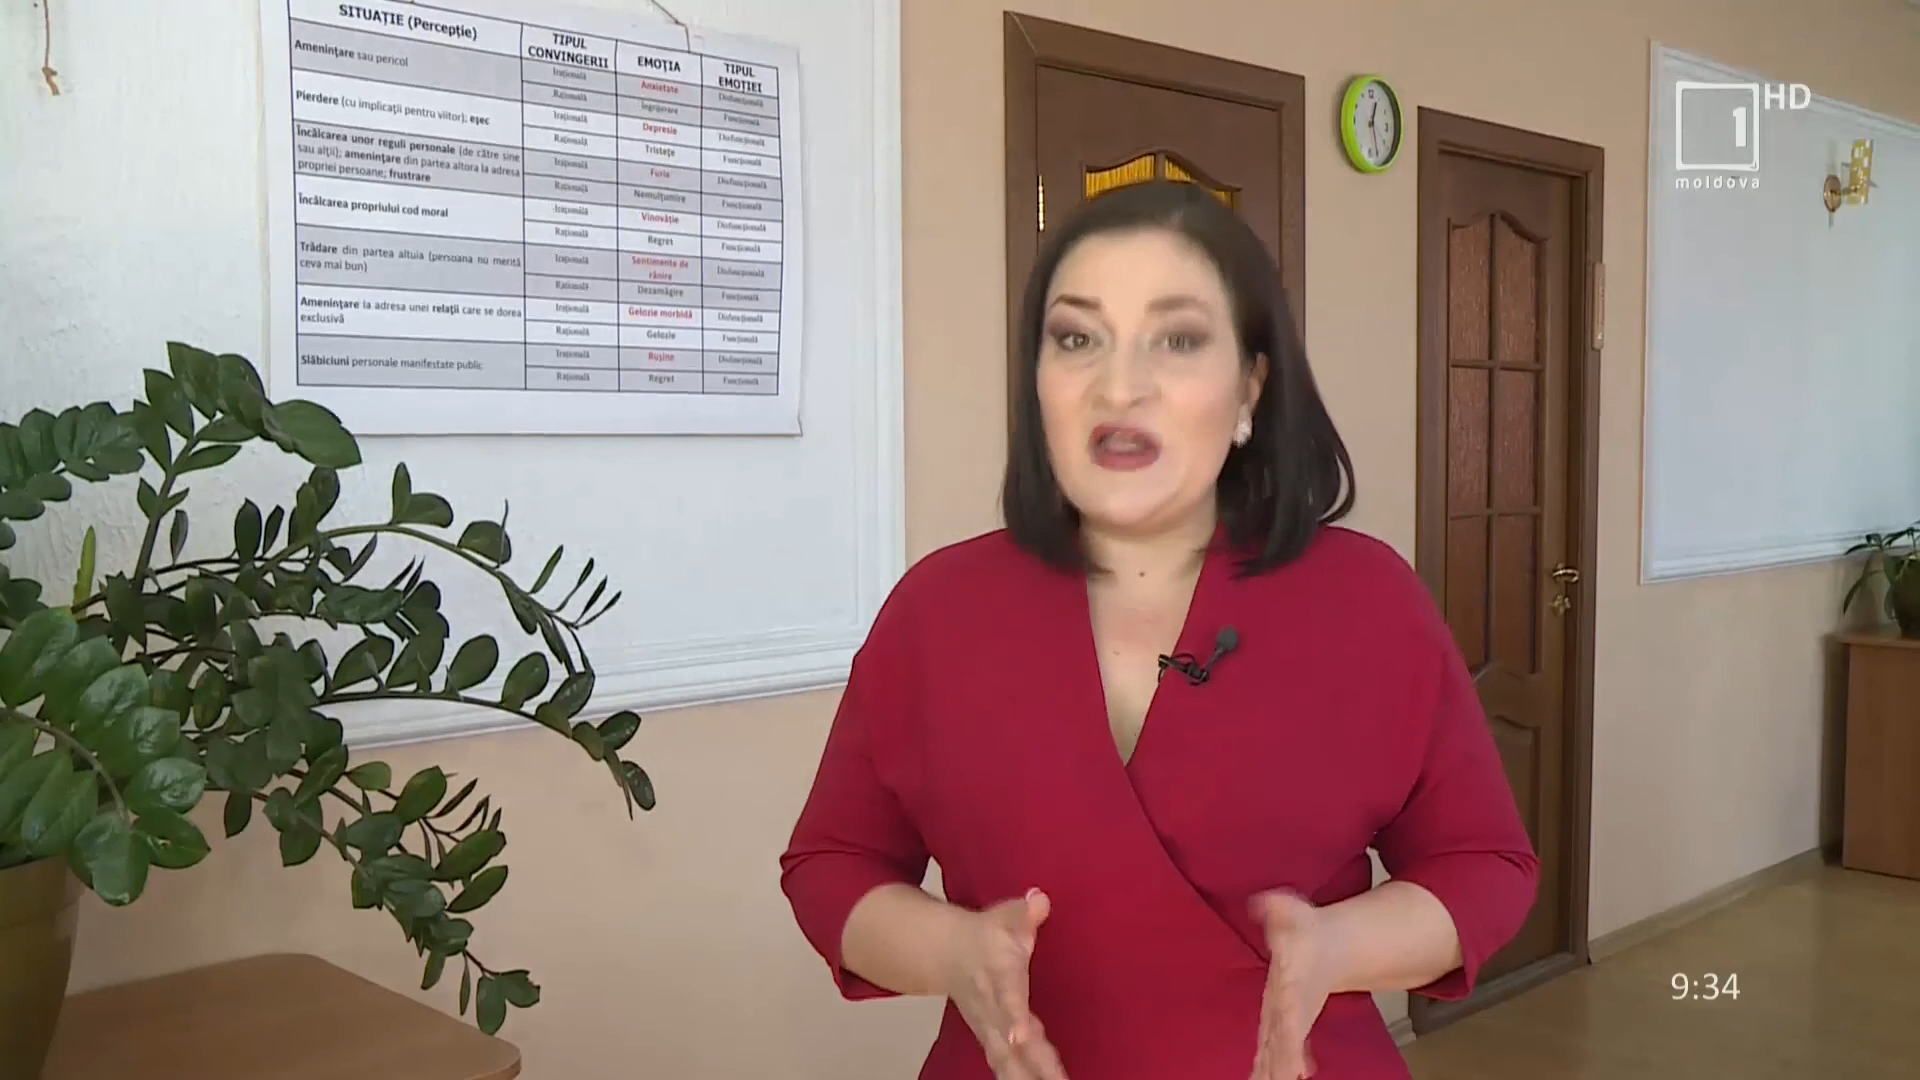 SITUAȚIE (Percepție)
TIPUL
CONVINGERII
EMOȚIA
TIPUL
EMOȚIEI
Amenințare sau pericol
Irațională
Anxietate
Disfuncțională
Rațională
Îngrijorare
Funcțională
Pierdere (cu implicații pentru viitor); eșec
Irațională
Depresie
Disfuncțională
Rațională
Tristețe
Funcțională
Încălcarea unor reguli personale (de către sine
sau alții); amenințare din partea altora la adresa
propriei persoane; frustrare
Irațională
Furie
Disfuncțională
Rațională
Nemulțumire
Funcțională
Încălcarea propriului cod moral
Irațională
Vinovăție
Disfuncțională
Rațională
Regret
Funcțională
Trădare din partea altuia (persoana nu merită
ceva mai bun)
Irațională
Sentimente de
rănire
Disfuncțională
Rațională
Dezamăgire
Funcțională
Amenințare la adresa unei relații care se dorea
exclusivă
Irațională
Gelozie morbidă
Disfuncțională
Rațională
Gelozie
Funcțională
Slăbiciuni personale manifestate public
Irațională
Rușine
Disfuncțională
Rațională
Regret
Funcțională
1 HD
moldova
9:34